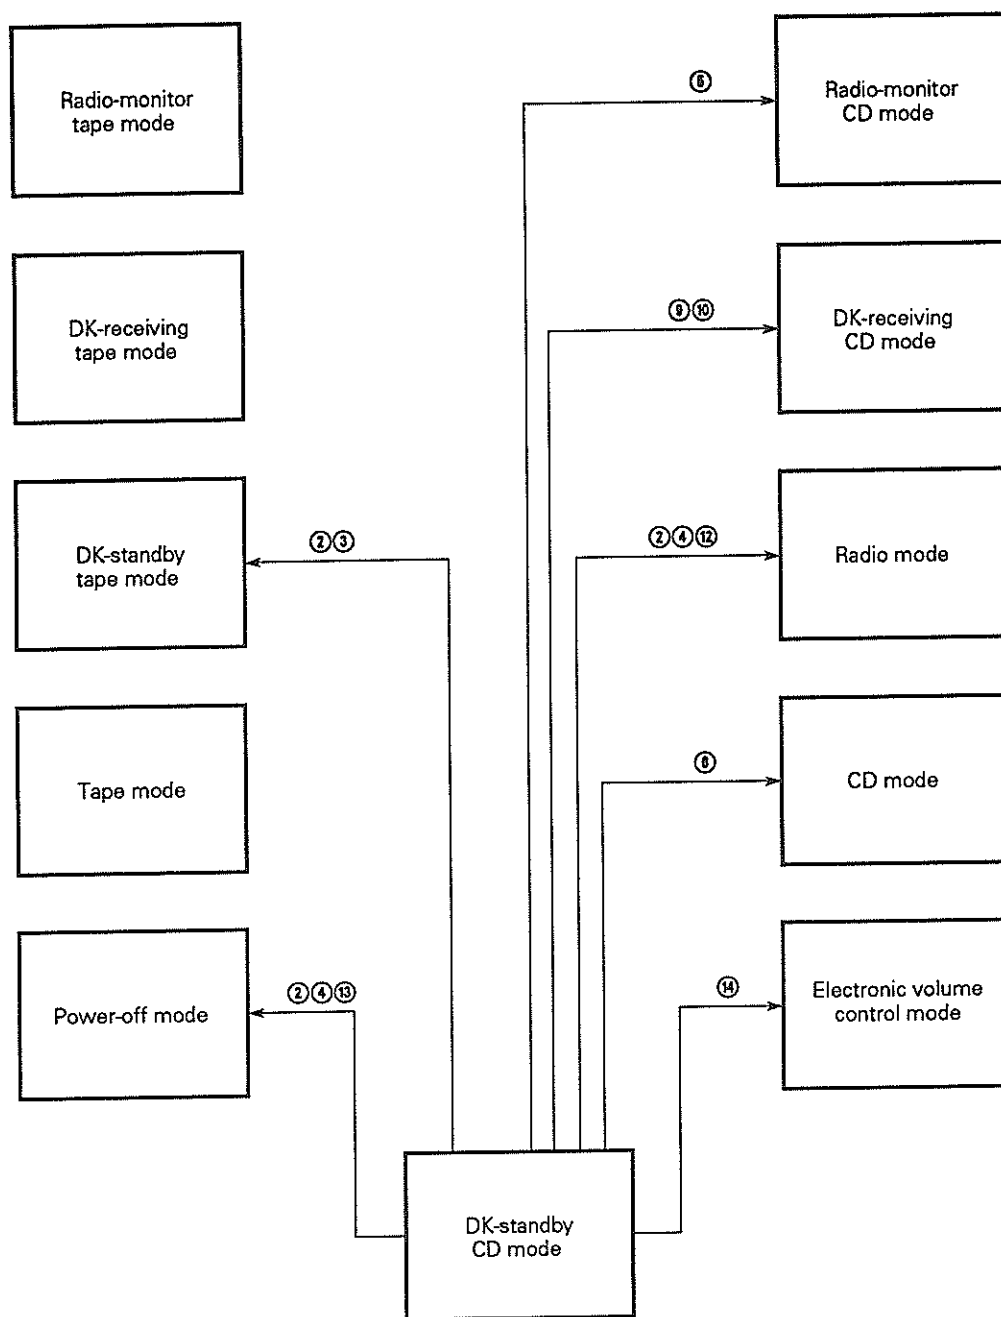 Radio-monitor
tape mode
⑤
Radio-monitor
CD mode
DK-receiving
tape mode
⑨⑩
DK-receiving
CD mode
DK-standby
tape mode
②③
②④⑫
Radio mode
Tape mode
⑥
CD mode
Power-off mode
②④⑬
⑭
Electronic volume
control mode
DK-standby
CD mode